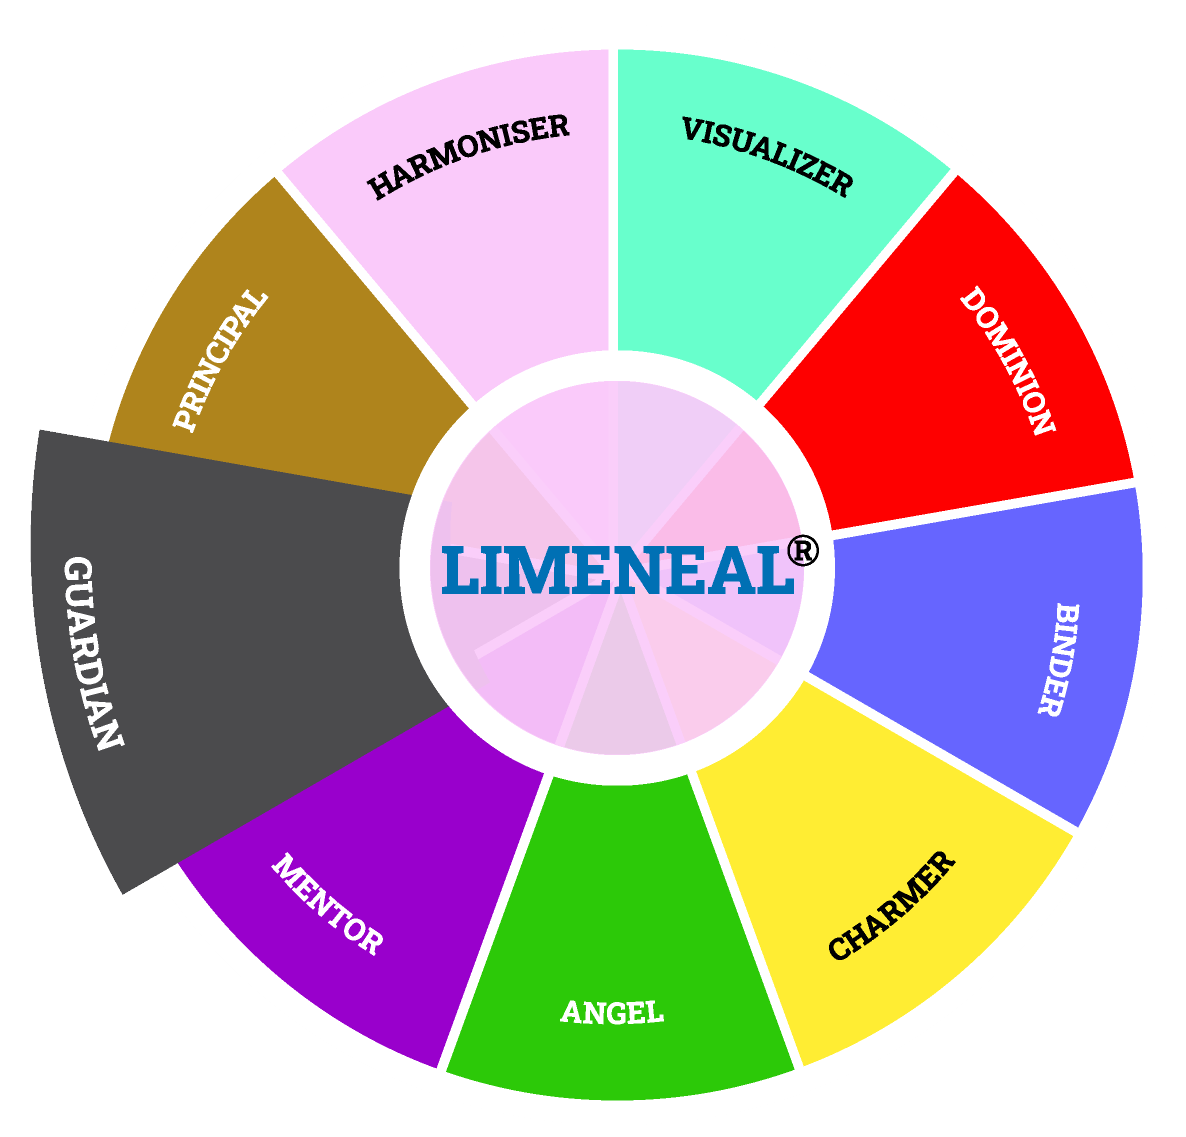 HARMONISER
VISUALIZER
DOMINION
BINDER
CHARMER
ANGEL
MENTOR
GUARDIAN
PRINCIPAL
LIMENEAL®